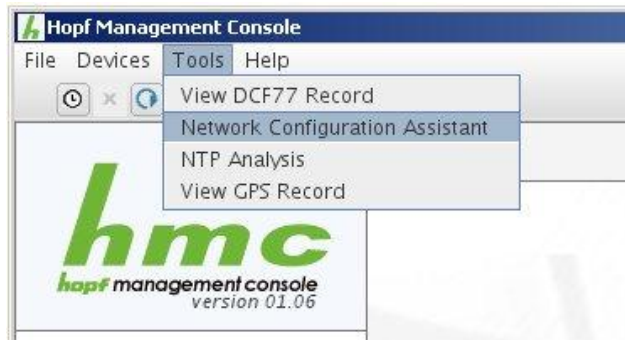 Hopf Management Console
File Devices Tools Help
View DCF77 Record
Network Configuration Assistant
NTP Analysis
View GPS Record
hmc
hopf management console
version 01.06